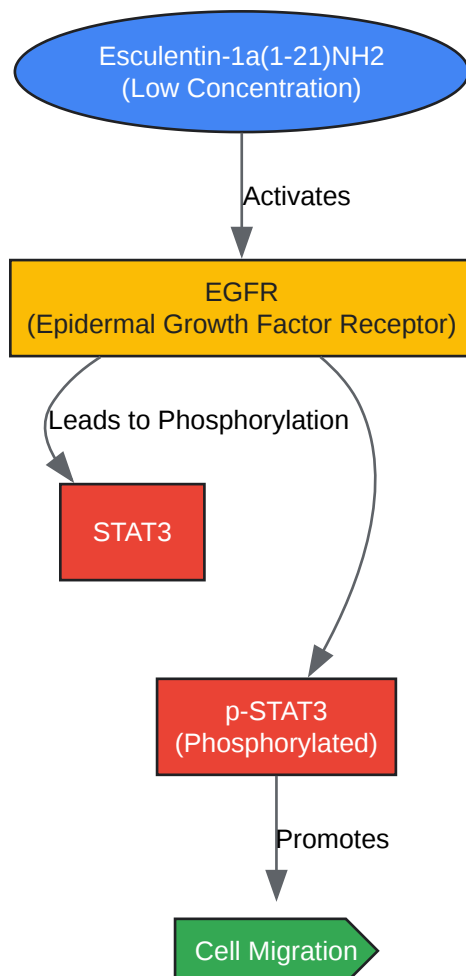 Esculentin-1a(1-21)NH2
(Low Concentration)
Activates
EGFR
(Epidermal Growth Factor Receptor)
Leads to Phosphorylation
STAT3
p-STAT3
(Phosphorylated)
Promotes
Cell Migration